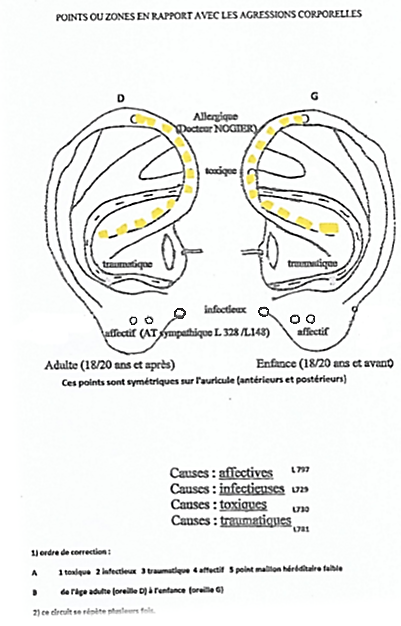 POINTS OU ZONES EN RAPPORT AVEC LES AGRESSIONS CORPORELLES
D G
Allergique
(Docteur NOGIER)
toxique
traumatique traumatique
infectieux
affectif (AT sympathique L 328 /L148) affectif
Adulte (18/20 ans et après) Enfance (18/20 ans et avant)
Ces points sont symétriques sur l'auricule (antérieurs et postérieurs)
Causes : affectives L797
Causes : infectieuses L729
Causes : toxiques L730
Causes : traumatiques
1) ordre de correction :
A 1 toxique 2 infectieux 3 traumatique 4 affectif 5 point maillon héréditaire faible
B de l'âge adulte (oreille D) à l'enfance (oreille G)
2) ce circuit se répète plusieurs fois.